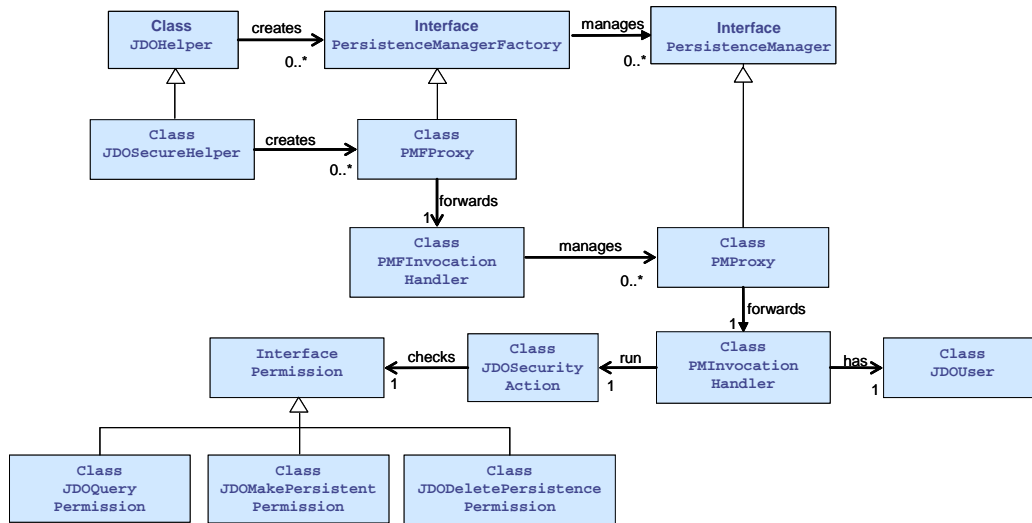 Class
JDOHelper
creates
0..*
Interface
PersistenceManagerFactory
manages
0..*
Interface
PersistenceManager
Class
JDOSecureHelper
creates
0..*
Class
PMFProxy
forwards
1
Class
PMFInvocation
Handler
manages
0..*
Class
PMProxy
forwards
1
Interface
Permission
checks
1
Class
JDOSecurity
Action
run
1
Class
PMInvocation
Handler
has
1
Class
JDOUser
Class
JDOQuery
Permission
Class
JDOMakePersistent
Permission
Class
JDODeletePersistence
Permission